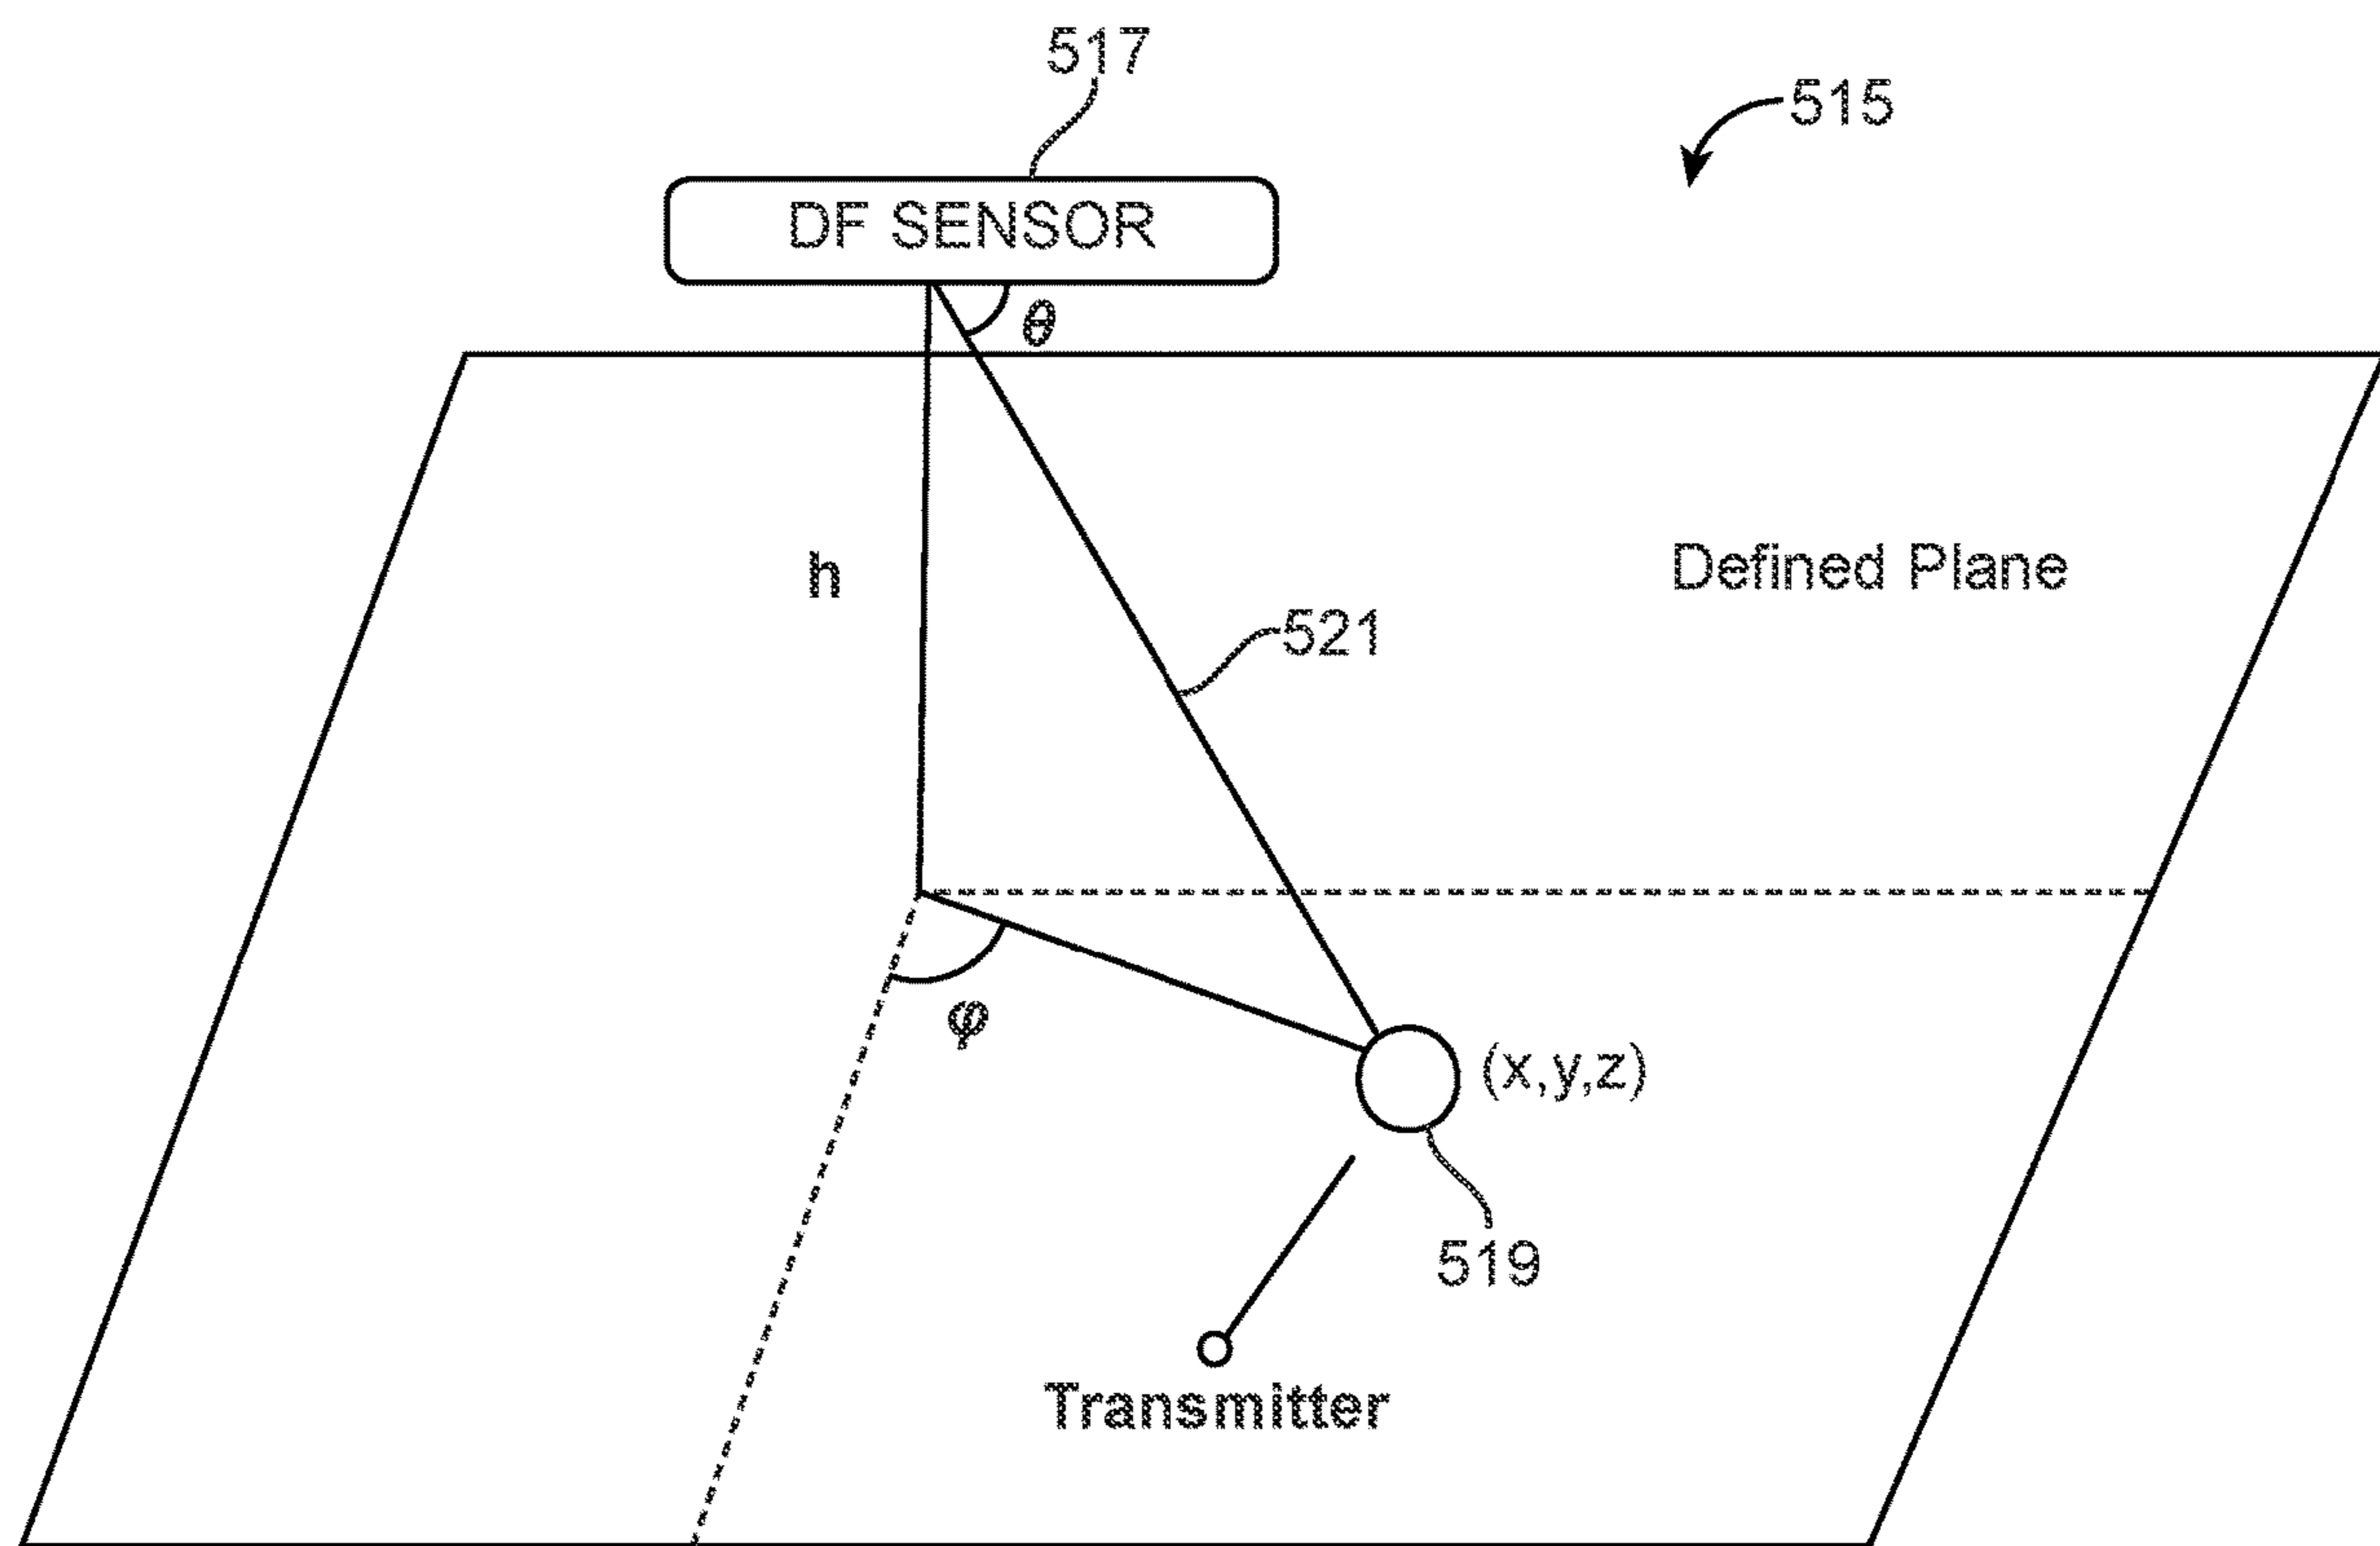 517
515
DF SENSOR
θ
h
Defined Plane
521
φ
(x,y,z)
519
Transmitter